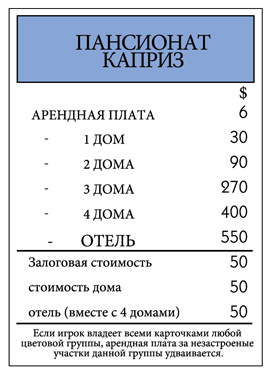 ПАНСИОНАТ
КАПРИЗ
$
АРЕНДНАЯ ПЛАТА 6
- 1 ДОМ 30
- 2 ДОМА 90
- 3 ДОМА 270
- 4 ДОМА 400
- ОТЕЛЬ 550
Залоговая стоимость 50
стоимость дома 50
отель (вместе с 4 домами) 50
Если игрок владеет всеми карточками любой
цветовой группы, арендная плата за незастроеные
участки данной группы удваивается.